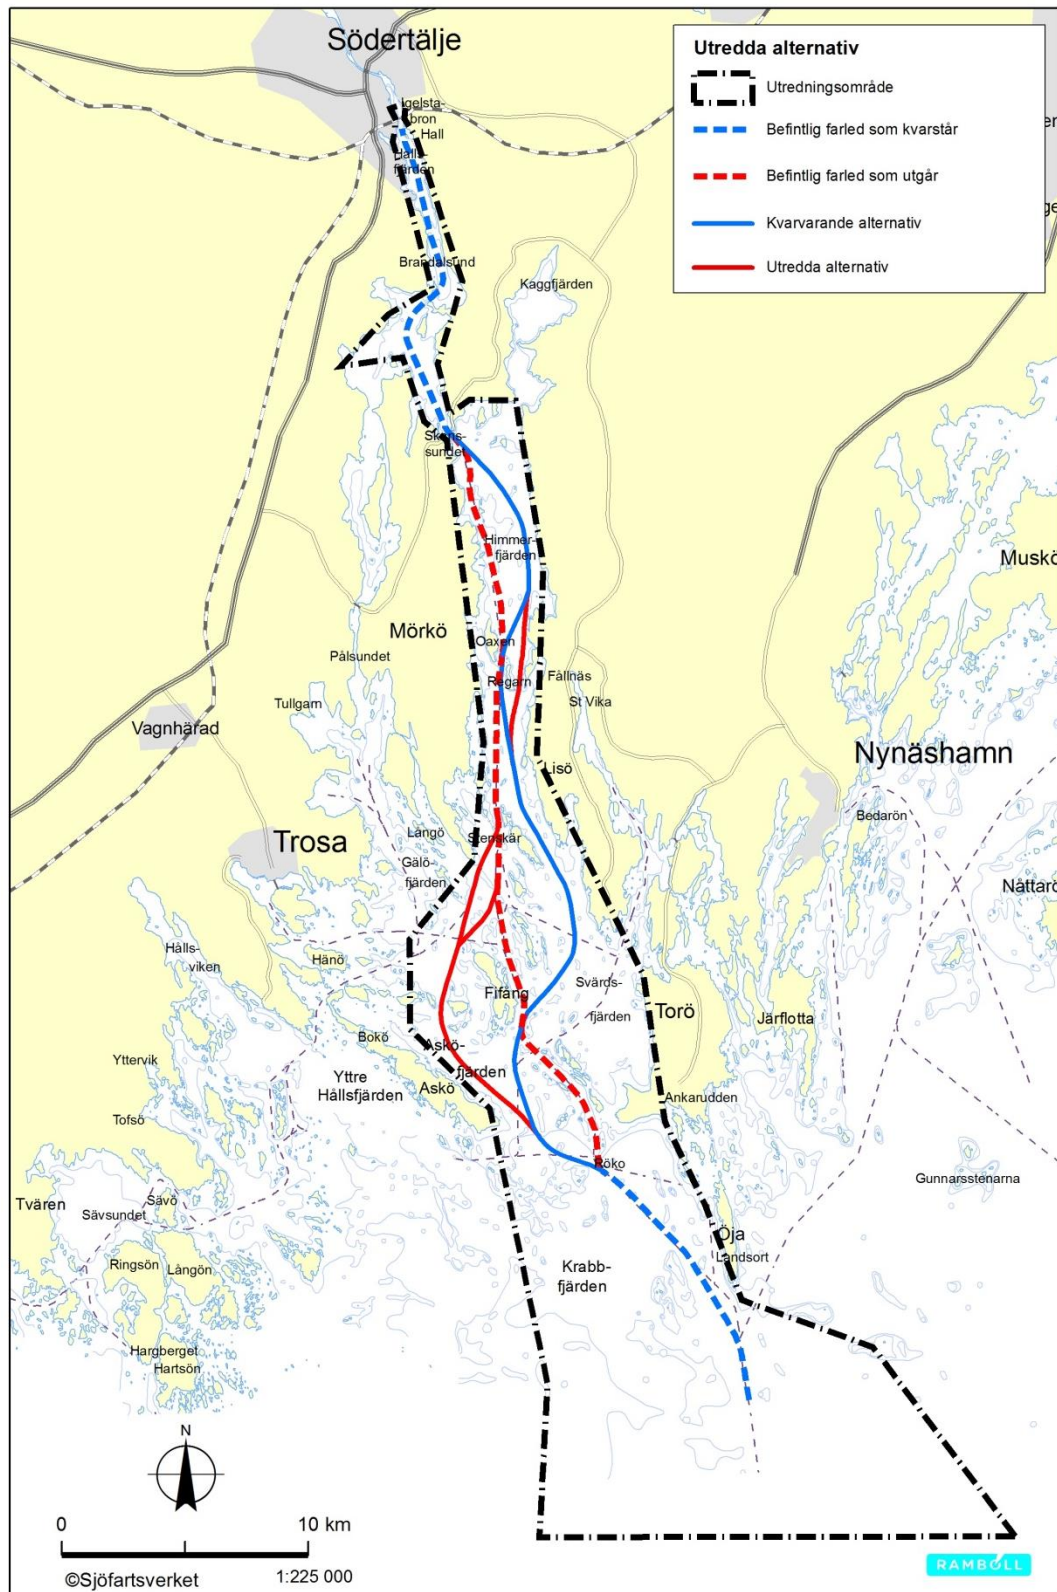 Södertälje
Utredda alternativ
Utredningsområde
Befintlig farled som kvarstår
Befintlig farled som utgår
Kvarvarande alternativ
Utredda alternativ
Igelsta-
bron
Hall
Halls-
fjärden
Brandalsund
Kaggfjärden
Skans-
sundet
Himmer-
fjärden
Muskö
Mörkö
Oaxen
Pålsundet
Regarn
Fållnäs
St Vika
Tullgarn
Vagnhärad
Nynäshamn
Lisö
Bedarön
Trosa
Långö
Stenskär
Gälö-
fjärden
Nåttarö
Hålls-
viken
Hänö
Fifång
Svärds-
fjärden
Torö
Järflotta
Bokö
Askö-
fjärden
Yttervik
Yttre
Hållsfjärden
Askö
Ankarudden
Tofsö
Röko
Gunnarsstenarna
Tvären
Sävö
Sävsundet
Öja
Landsort
Ringsön
Långön
Krabb-
fjärden
Hargberget
Hartsön
N
0 10 km
©Sjöfartsverket 1:225 000
RAMBOLL